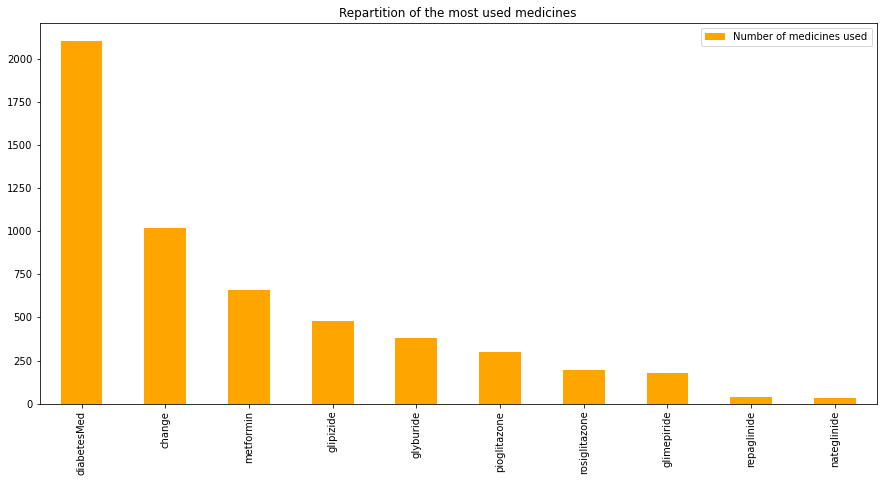 Repartition of the most used medicines
Number of medicines used
2000
1750
1500
1250
1000
750
500
250
0
diabetesMed
change
metformin
glipizide
glyburide
pioglitazone
rosiglitazone
glimepiride
repaglinide
nateglinide